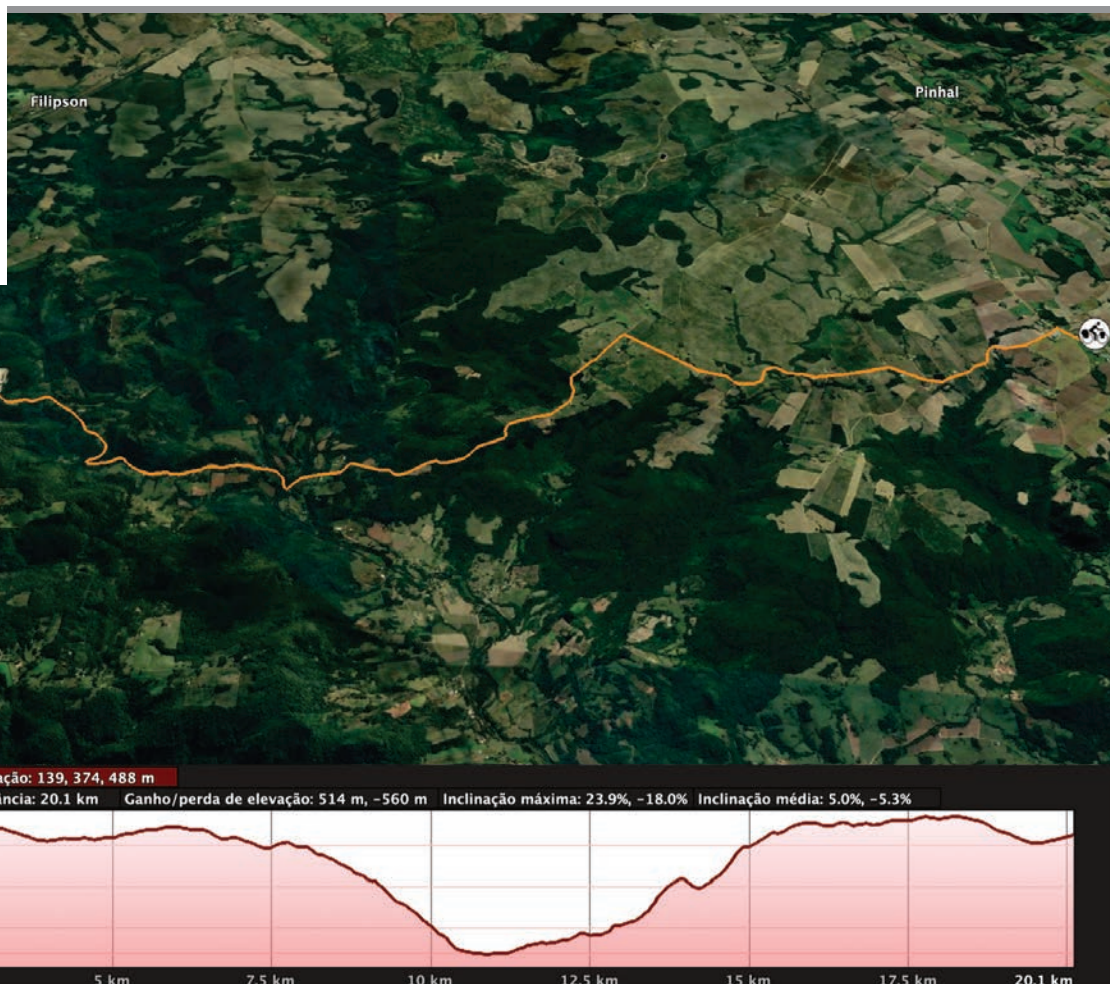 Filipson
Pinhal
ação: 139, 374, 488 m
ância: 20.1 km Ganho/perda de elevação: 514 m, -560 m Inclinação máxima: 23.9%, -18.0% Inclinação média: 5.0%, -5.3%
5 km 7.5 km 10 km 12.5 km 15 km 17.5 km 20.1 km